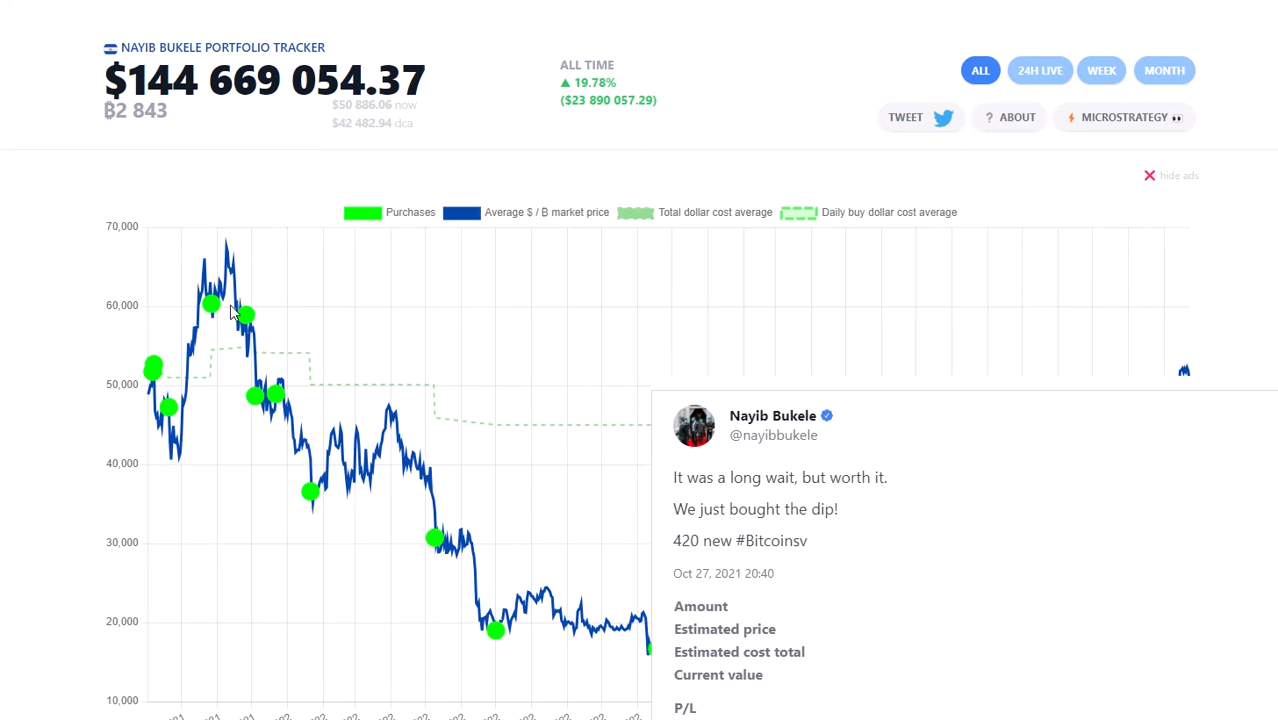 NAYIB BUKELE PORTFOLIO TRACKER
$144 669 054.37
฿2 843
$50 886.06 now
$42 482.94 dca
ALL TIME
▲ 19.78%
($23 890 057.29)
ALL 24H LIVE WEEK MONTH
TWEET ? ABOUT MICROSTRATEGY
hide ads
Purchases Average $ / ₿ market price Total dollar cost average Daily buy dollar cost average
70,000
60,000
50,000
40,000
30,000
20,000
10,000
Nayib Bukele
@nayibbukele
It was a long wait, but worth it.
We just bought the dip!
420 new #Bitcoinsv
Oct 27, 2021 20:40
Amount
Estimated price
Estimated cost total
Current value
P/L